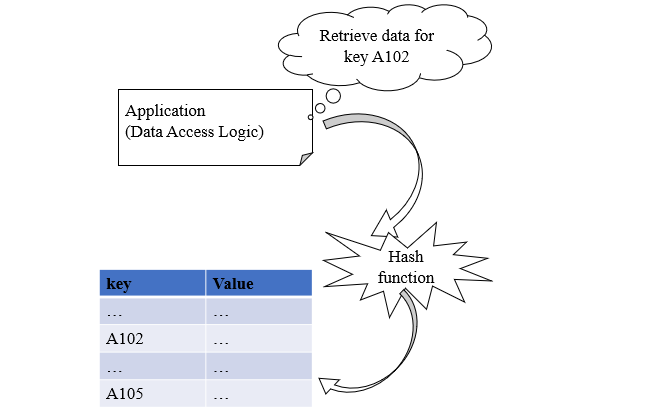 Retrieve data for
key A102
Application
(Data Access Logic)
Hash
function
key Value
… …
A102 …
… …
A105 …